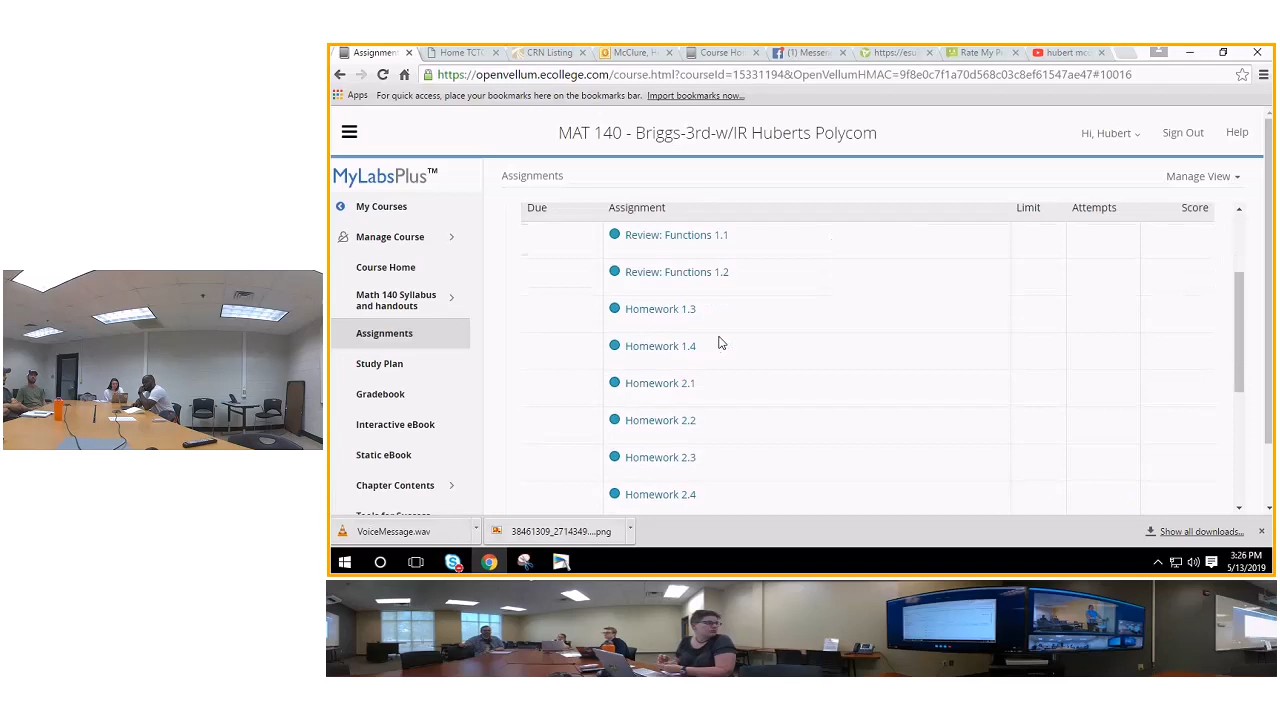 Assignment
Home TCTC
CRN Listing
McClure, H
Course Ho
(1) Messen
https://esu
Rate My P
hubert mc
https://openvellum.ecollege.com/course.html?courseId=15331194&OpenVellumHMAC=9f8e0c7f1a70d568c03c8ef61547ae47#10016
Apps
For quick access, place your bookmarks here on the bookmarks bar.
Import bookmarks now...
MAT 140 - Briggs-3rd-w/IR Huberts Polycom
Hi, Hubert
Sign Out
Help
MyLabsPlus™
Assignments
Manage View
My Courses
Manage Course
Course Home
Math 140 Syllabus
and handouts
Assignments
Study Plan
Gradebook
Interactive eBook
Static eBook
Chapter Contents
Due
Assignment
Limit
Attempts
Score
Review: Functions 1.1
Review: Functions 1.2
Homework 1.3
Homework 1.4
Homework 2.1
Homework 2.2
Homework 2.3
Homework 2.4
VoiceMessage.wav
38461309_2714349....png
Show all downloads...
3:26 PM
5/13/2019